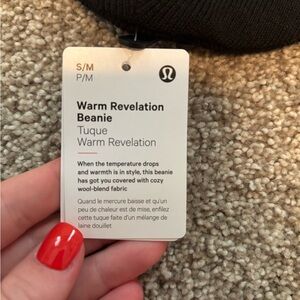 S/M
P/M
Warm Revelation
Beanie
Tuque
Warm Revelation
When the temperature drops
and warmth is in style, this beanie
has got you covered with cozy
wool-blend fabric
Quand le mercure baisse et qu'un
peu de chaleur est de mise, enfilez
cette tuque faite d'un mélange de
laine douillet